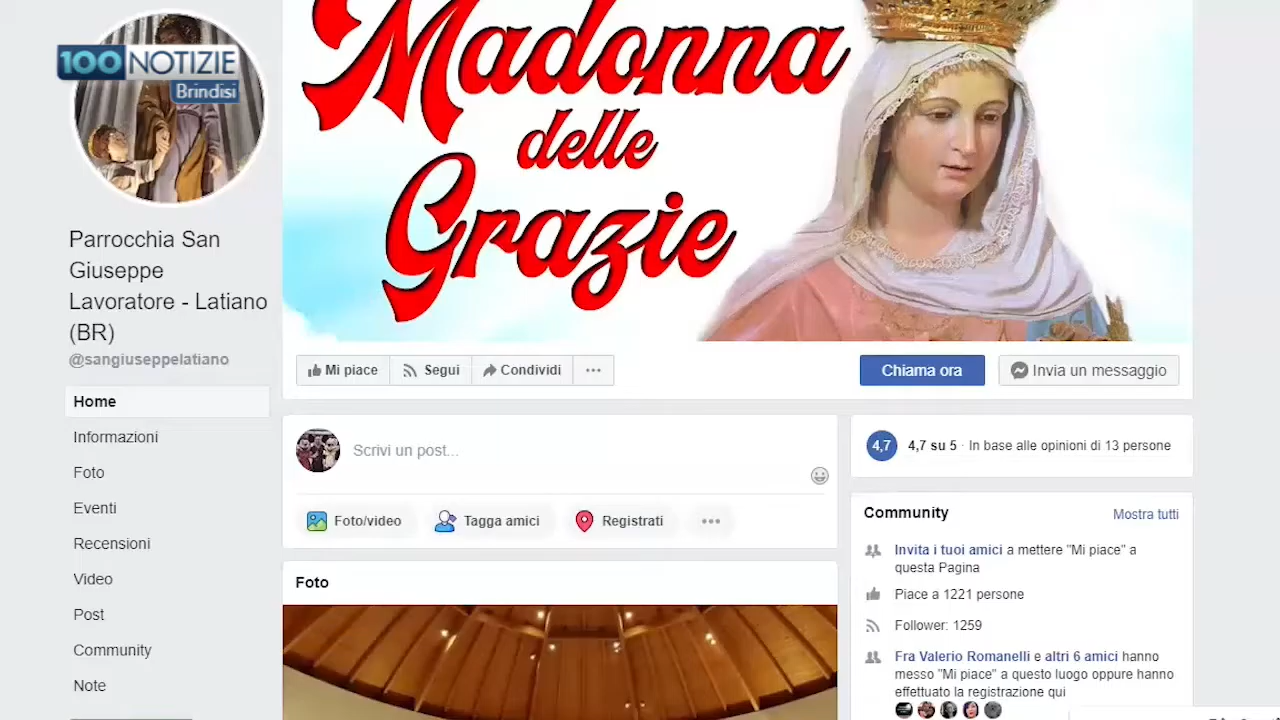 100 NOTIZIE
Brindisi
Madonna
delle
Grazie
Parrocchia San
Giuseppe
Lavoratore - Latiano
(BR)
@sangiuseppelatiano
Home
Informazioni
Foto
Eventi
Recensioni
Video
Post
Community
Note
Mi piace
Segui
Condividi
Chiama ora
Invia un messaggio
Scrivi un post...
Foto/video
Tagga amici
Registrati
Foto
4,7
4,7 su 5 · In base alle opinioni di 13 persone
Community
Mostra tutti
Invita i tuoi amici a mettere "Mi piace" a
questa Pagina
Piace a 1221 persone
Follower: 1259
Fra Valerio Romanelli e altri 6 amici hanno
messo "Mi piace" a questo luogo oppure hanno
effettuato la registrazione qui